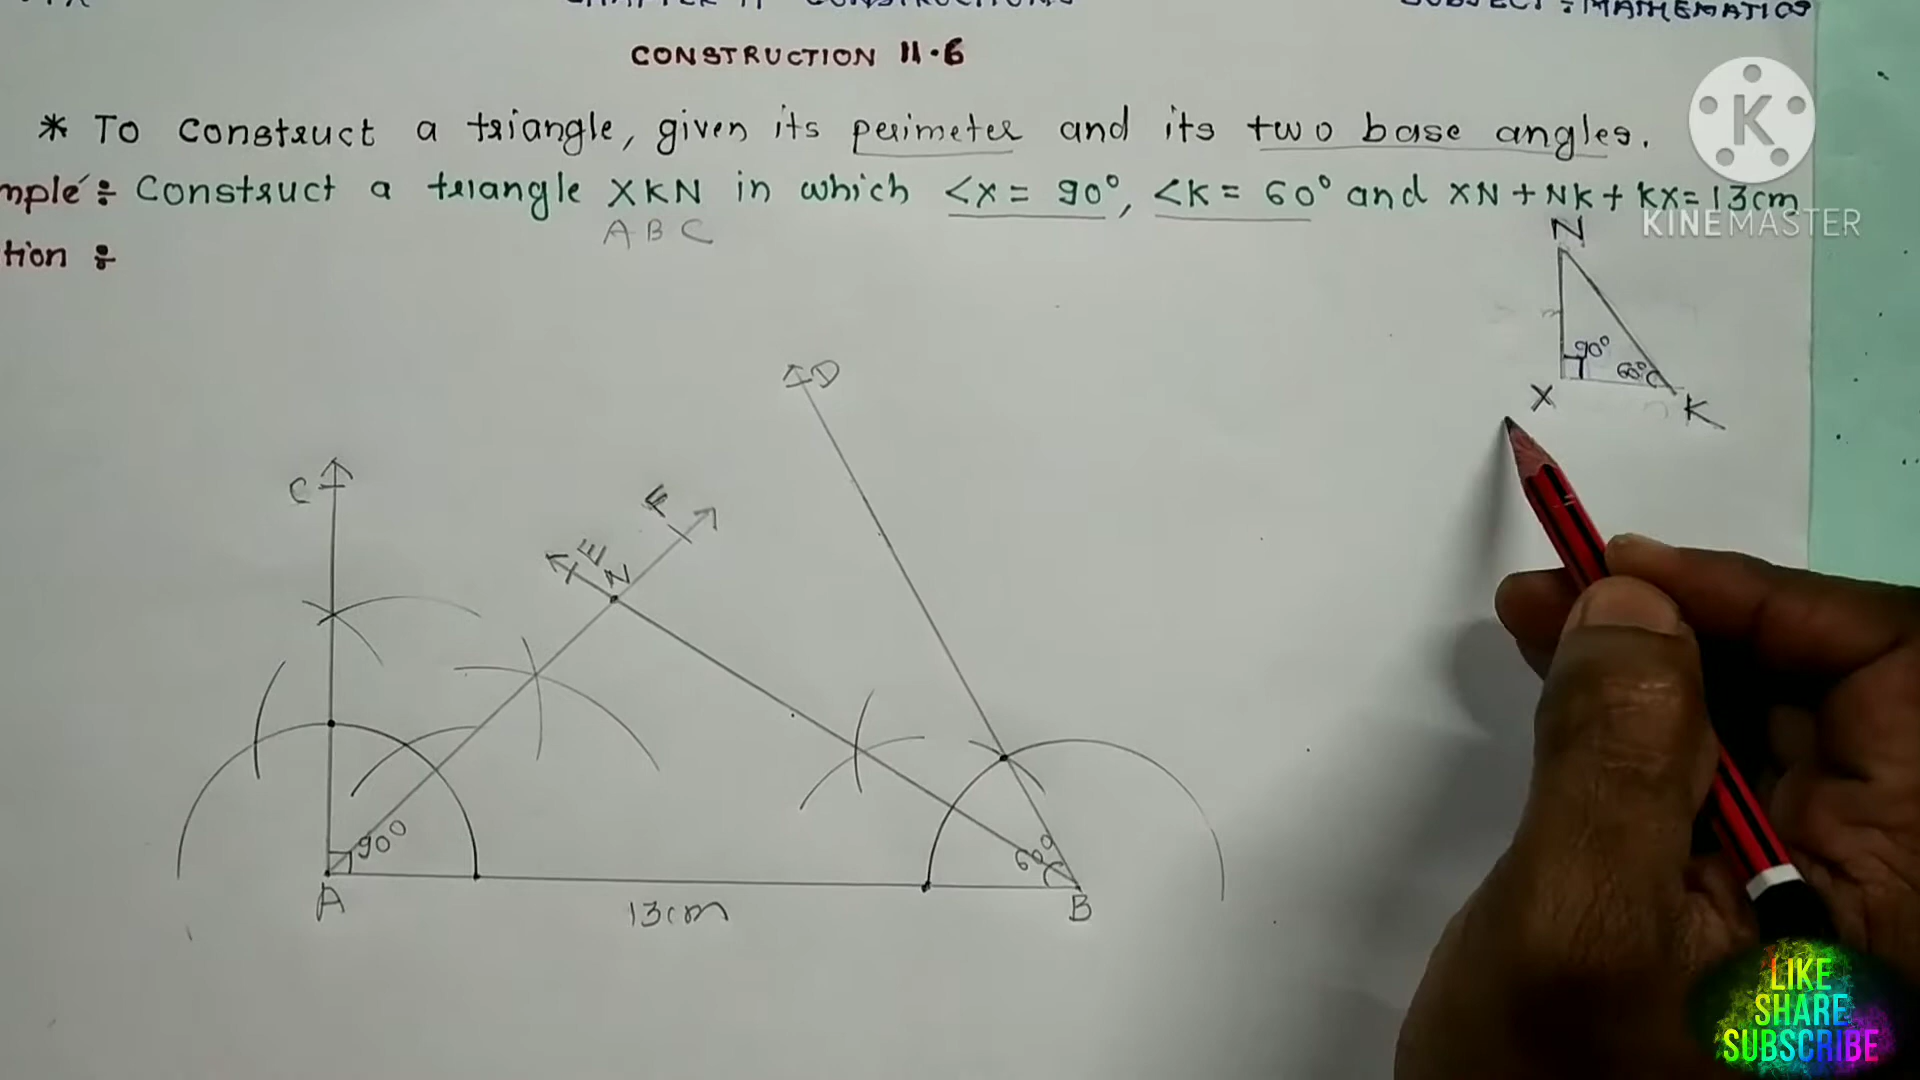 CONSTRUCTION 11.6
* TO construct a triangle, given its perimeter and its two base angles.
mple :- Construct a triangle XKN in which <X = 90°, <K = 60° and XN + NK + KX = 13cm
A B C
tion :-
K
KINEMASTER
N
90°
60°
X
K
D
C
F
E
N
90°
60°
A
13cm
B
LIKE
SHARE
SUBSCRIBE